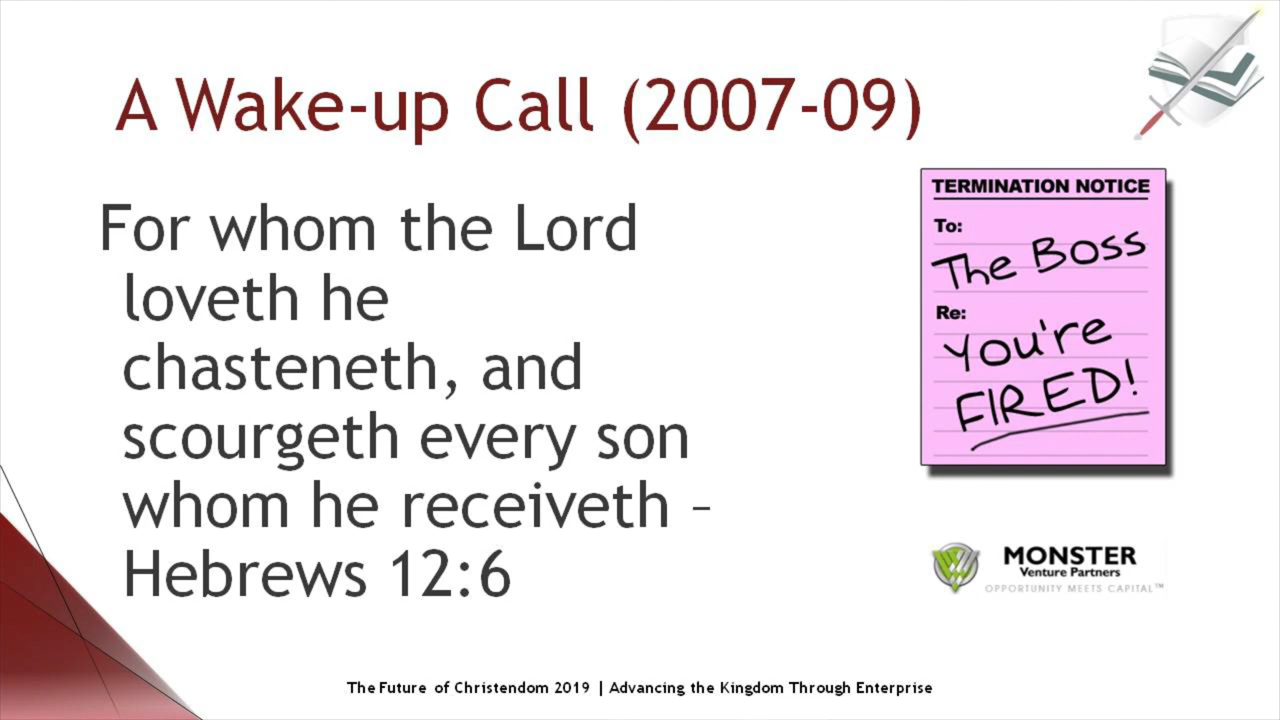 A Wake-up Call (2007-09)
For whom the Lord
loveth he
chasteneth, and
scourgeth every son
whom he receiveth –
Hebrews 12:6
TERMINATION NOTICE
To:
The Boss
Re:
You're
FIRED!
MONSTER
Venture Partners
OPPORTUNITY MEETS CAPITAL™
The Future of Christendom 2019 | Advancing the Kingdom Through Enterprise